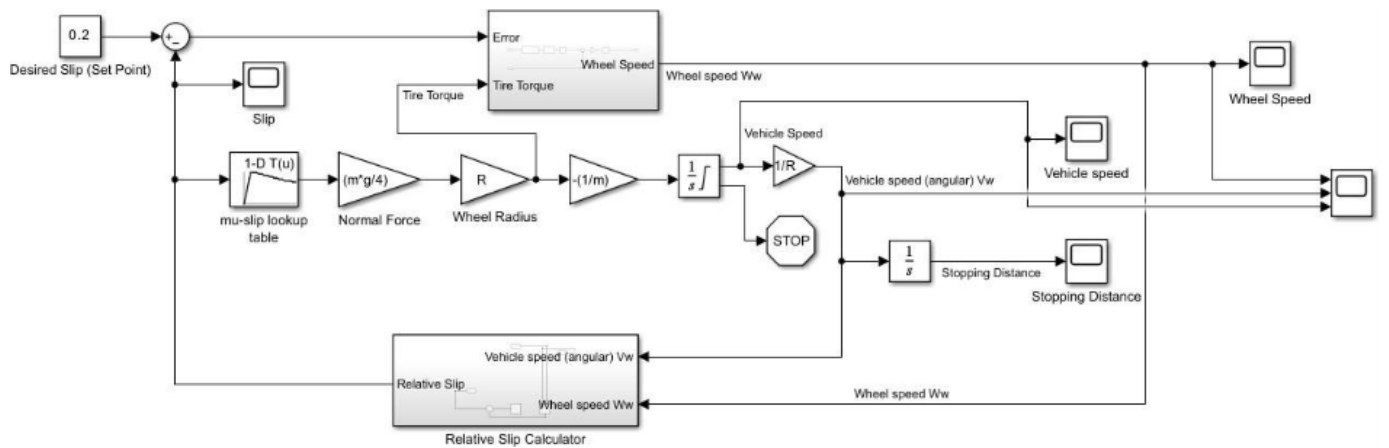 0.2
+
_
Desired Slip (Set Point)
Error
Wheel Speed
Tire Torque
Wheel speed Ww
Wheel Speed
Tire Torque
Slip
Vehicle Speed
Vehicle speed
1-D T(u)
mu-slip lookup
table
(m*g/4)
Normal Force
R
Wheel Radius
-(1/m)
1
s
1/R
Vehicle speed (angular) Vw
STOP
1
s
Stopping Distance
Stopping Distance
Vehicle speed (angular) Vw
Relative Slip
Wheel speed Ww
Wheel speed Ww
Relative Slip Calculator